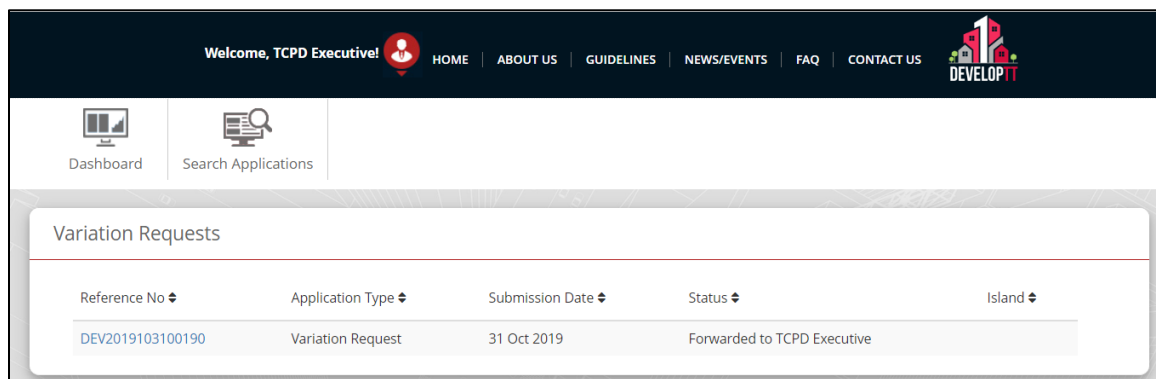 Welcome, TCPD Executive! HOME ABOUT US GUIDELINES NEWS/EVENTS FAQ CONTACT US
DEVELOPTT
Dashboard Search Applications
Variation Requests
Reference No Application Type Submission Date Status Island
DEV2019103100190 Variation Request 31 Oct 2019 Forwarded to TCPD Executive